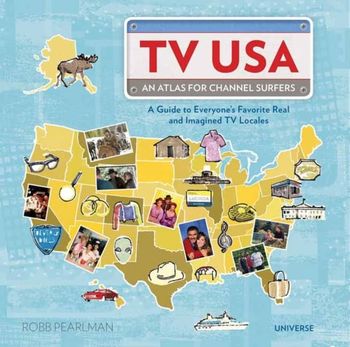 TV USA
AN ATLAS FOR CHANNEL SURFERS
A Guide to Everyone's Favorite Real
and Imagined TV Locales
ROBB PEARLMAN
UNIVERSE